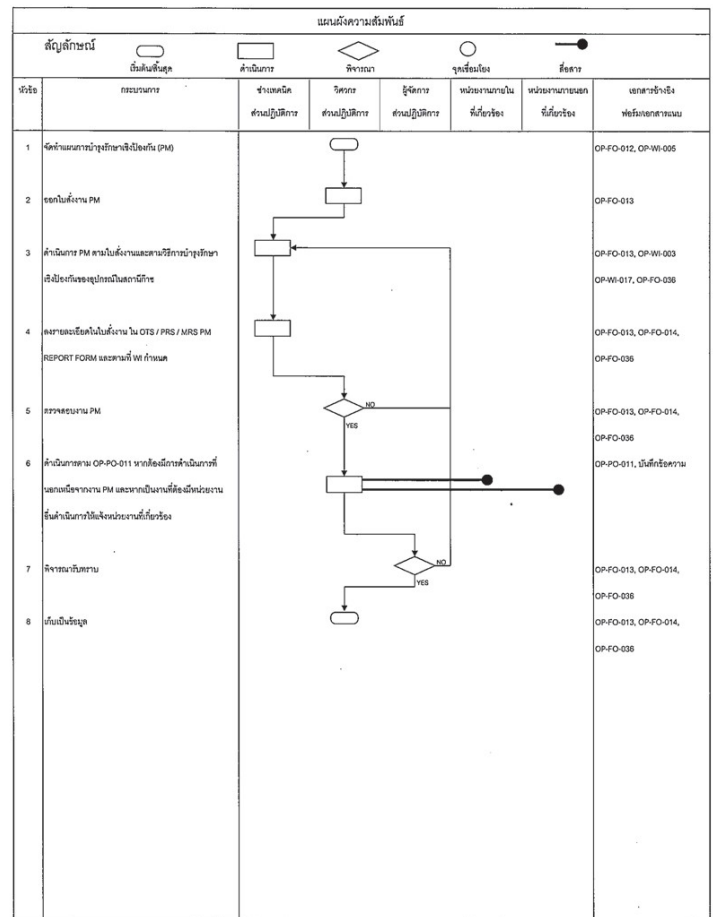 แผนผังความสัมพันธ์
สัญลักษณ์
เริ่มต้น/สิ้นสุด ดำเนินการ พิจารณา จุดเชื่อมโยง สื่อสาร
หัวข้อ กระบวนการ ช่างเทคนิค วิศวกร ผู้จัดการ หน่วยงานภายใน หน่วยงานภายนอก เอกสารอ้างอิง
ส่วนปฏิบัติการ ส่วนปฏิบัติการ ส่วนปฏิบัติการ ที่เกี่ยวข้อง ที่เกี่ยวข้อง ฟอร์มเอกสารแนบ
1 จัดทำแผนการบำรุงรักษาเชิงป้องกัน (PM) OP-FO-012, OP-WI-005
2 ออกใบสั่งงาน PM OP-FO-013
3 ดำเนินการ PM ตามใบสั่งงานและตามวิธีการบำรุงรักษา OP-FO-013, OP-WI-003
เชิงป้องกันของอุปกรณ์ในสถานีก๊าซ OP-WI-017, OP-FO-036
4 ลงรายละเอียดในใบสั่งงาน ใน OTS / PRS / MRS PM OP-FO-013, OP-FO-014,
REPORT FORM และตามที่ WI กำหนด OP-FO-036
5 ตรวจสอบงาน PM NO OP-FO-013, OP-FO-014,
YES
OP-FO-036
6 ดำเนินการตาม OP-PO-011 หากต้องมีการดำเนินการที่ OP-PO-011, บันทึกข้อความ
นอกเหนือจากงาน PM และหากเป็นงานที่ต้องมีหน่วยงาน
อื่นดำเนินการให้แจ้งหน่วยงานที่เกี่ยวข้อง
7 พิจารณารับทราบ NO OP-FO-013, OP-FO-014,
YES
OP-FO-036
8 เก็บเป็นข้อมูล OP-FO-013, OP-FO-014,
OP-FO-036